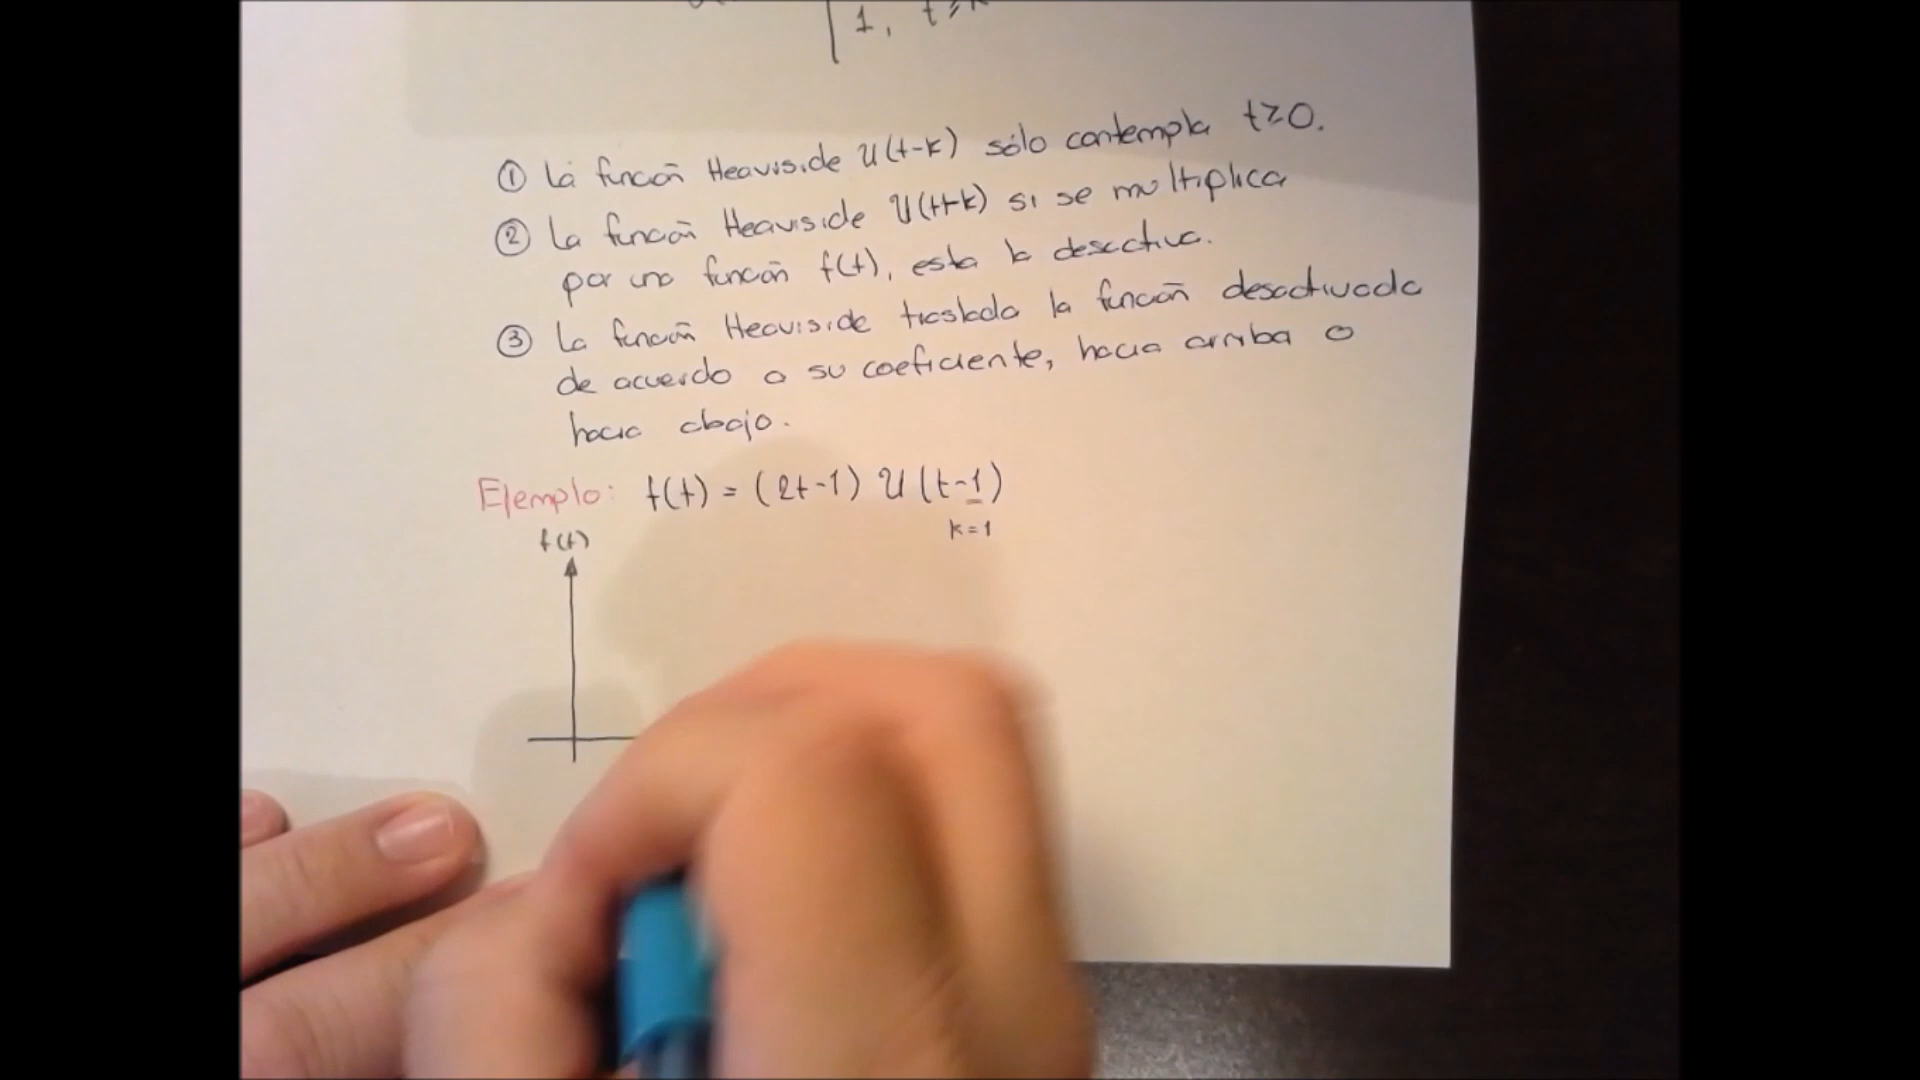 1, t≥
① La función Heaviside U(t-k) sólo contempla t≥0.
② La función Heaviside U(t+k) si se multiplica
por una función f(t), esta la desactiva.
③ La función Heaviside traslada la función desactivada
de acuerdo a su coeficiente, hacia arriba o
hacia abajo.
Ejemplo: f(t) = (2t-1) U(t-1)
k=1
f(t)